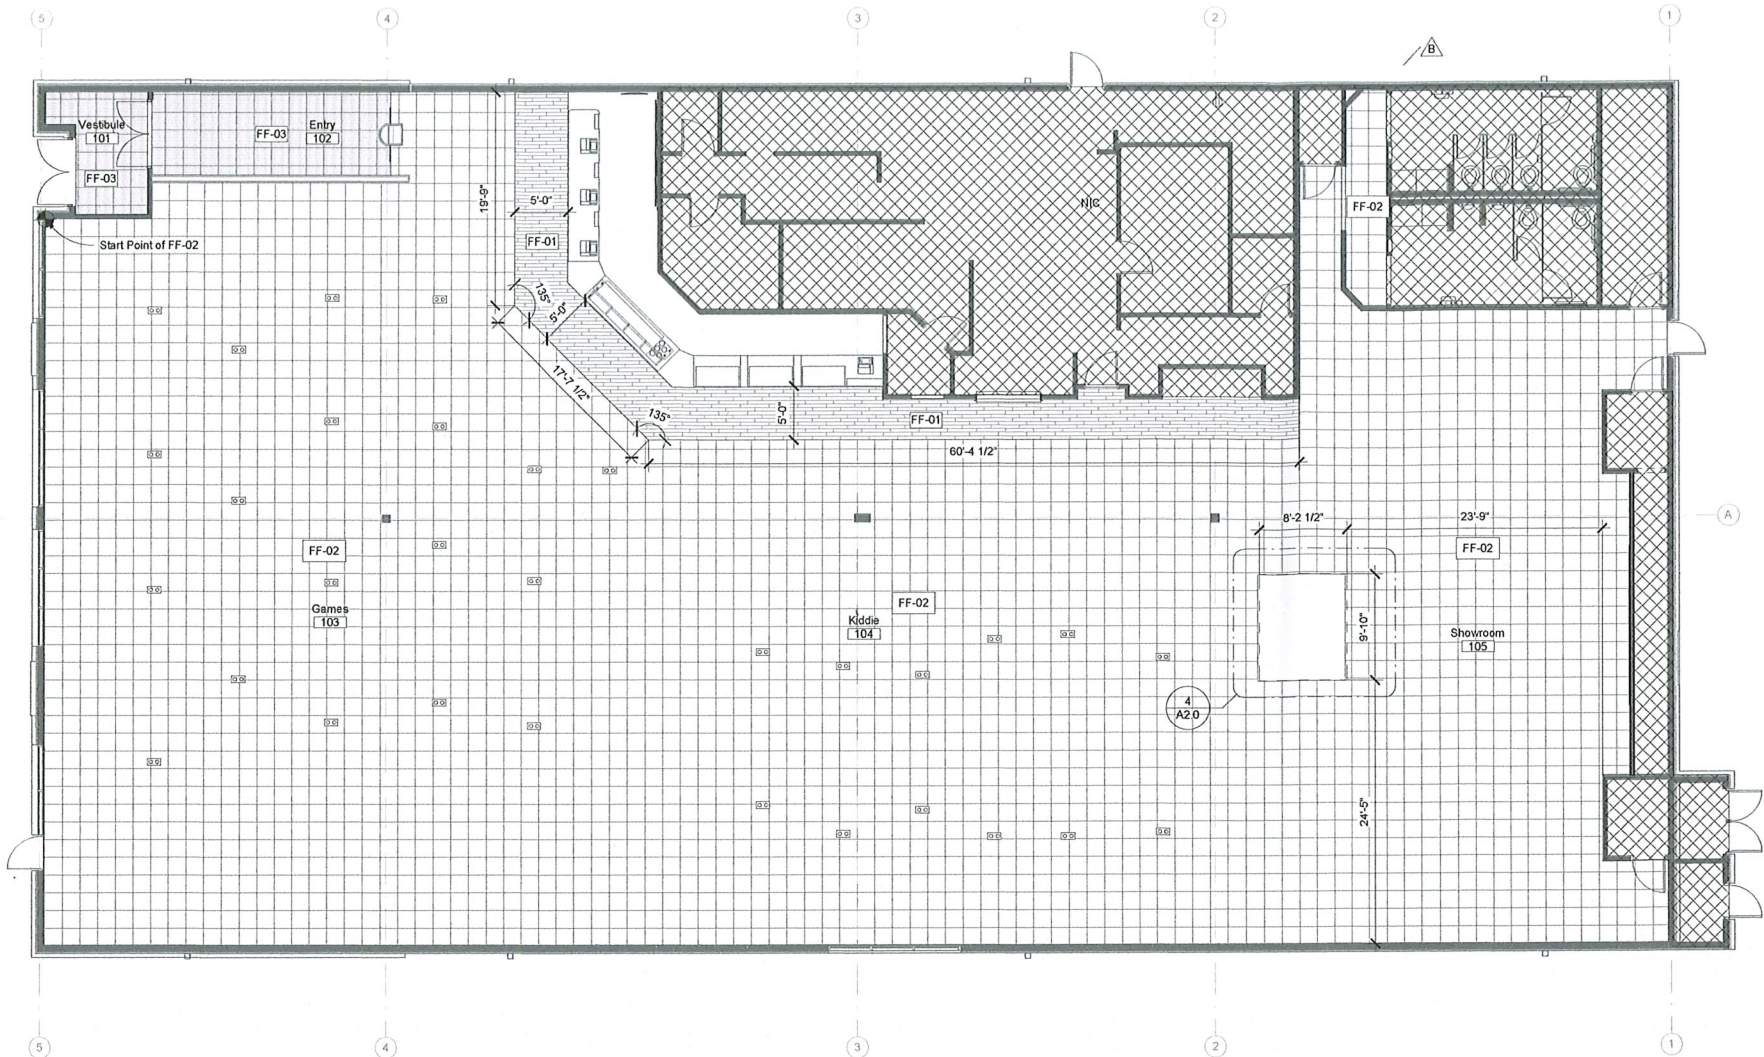 5
4
3
2
1
B
Vestibule
101
FF-03
Entry
102
FF-03
Start Point of FF-02
19'-9"
5'-0"
FF-01
135°
5'-0"
17'-7 1/2"
135°
5'-0"
FF-01
60'-4 1/2"
NIC
FF-02
A
8'-2 1/2"
23'-9"
FF-02
FF-02
Games
103
FF-02
Kiddie
104
9'-10"
Showroom
105
4
A2.0
24'-5"
5
4
3
2
1